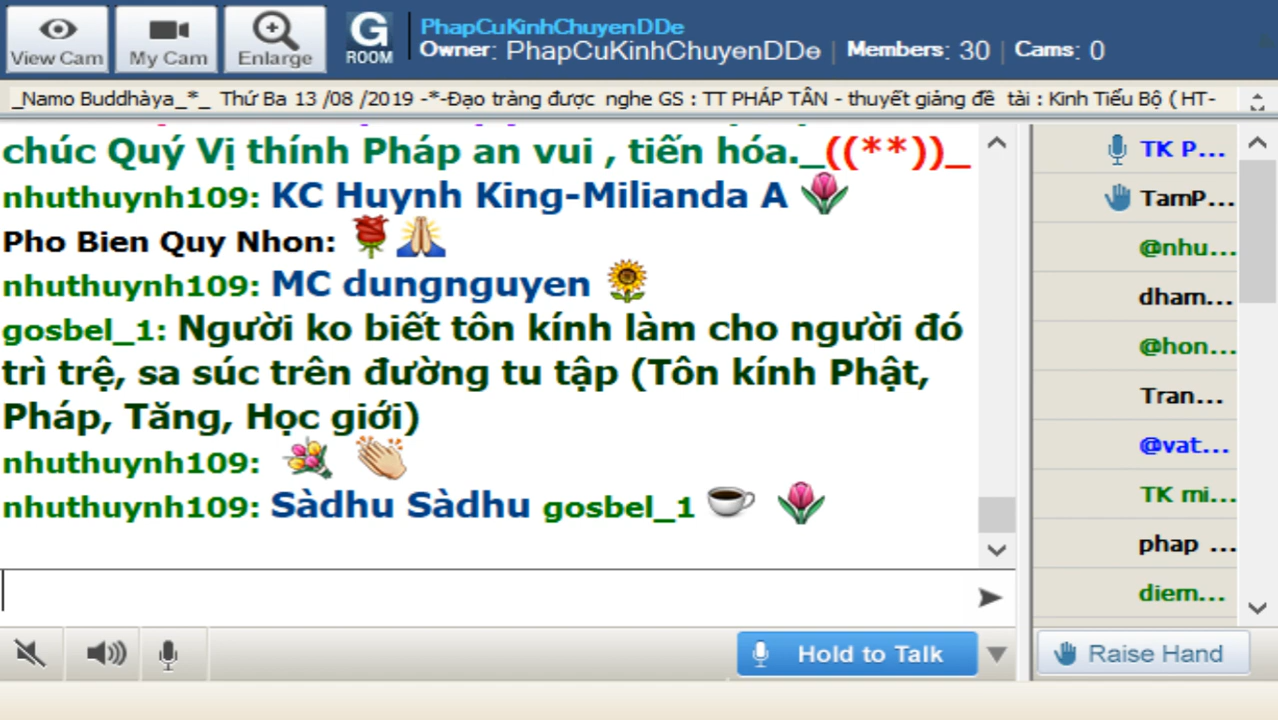 PhapCuKinhChuyenDDe
View Cam My Cam Enlarge G ROOM Owner: PhapCuKinhChuyenDDe | Members: 30 | Cams: 0
_Namo Buddhàya_*_ Thứ Ba 13 /08 /2019 -*-Đạo tràng được nghe GS : TT PHÁP TÂN - thuyết giảng đề tài : Kinh Tiểu Bộ ( HT-
chúc Quý Vị thính Pháp an vui , tiến hóa._((**))_
nhuthuynh109: KC Huynh King-Milianda A
Pho Bien Quy Nhon:
nhuthuynh109: MC dungnguyen
gosbel_1: Người ko biết tôn kính làm cho người đó
trì trệ, sa súc trên đường tu tập (Tôn kính Phật,
Pháp, Tăng, Học giới)
nhuthuynh109:
nhuthuynh109: Sàdhu Sàdhu gosbel_1
TK P...
TamP...
@nhu...
dham...
@hon...
Tran...
@vat...
TK mi...
phap ...
diem...
Hold to Talk
Raise Hand